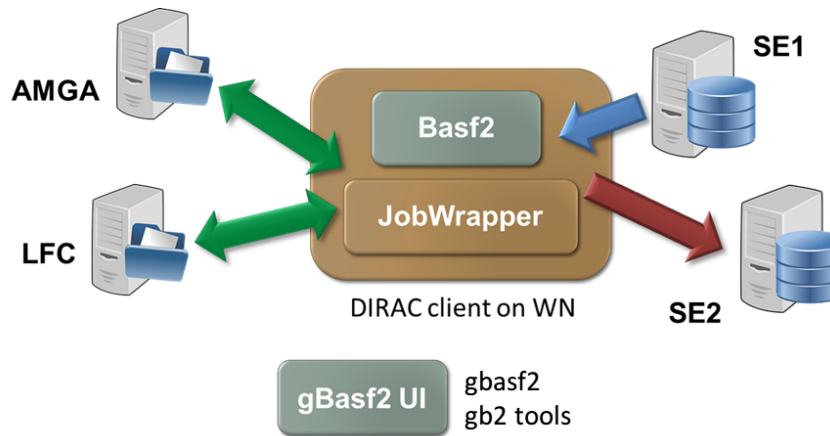 AMGA
SE1
Basf2
JobWrapper
LFC
DIRAC client on WN
SE2
gBasf2 UI
gbasf2
gb2 tools